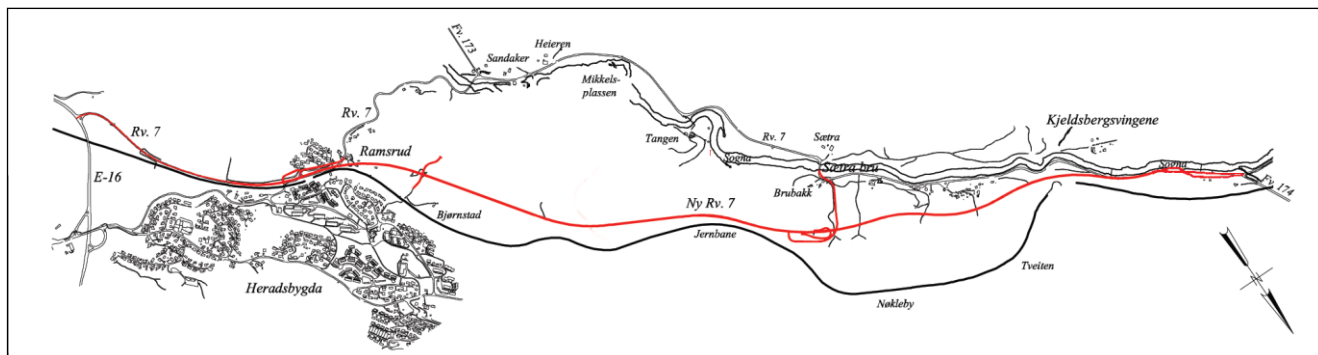 Fv. 173
Sandaker
Heieren
Mikkels-
plassen
Rv. 7
Rv. 7
Ramsrud
Tangen
Sogna
Rv. 7
Sætra
Sætra bru
Kjeldsbergsvingene
Sogna
Fv. 174
E-16
Bjørnstad
Ny Rv. 7
Jernbane
Brubakk
Tveiten
Nøkleby
Heradsbygda